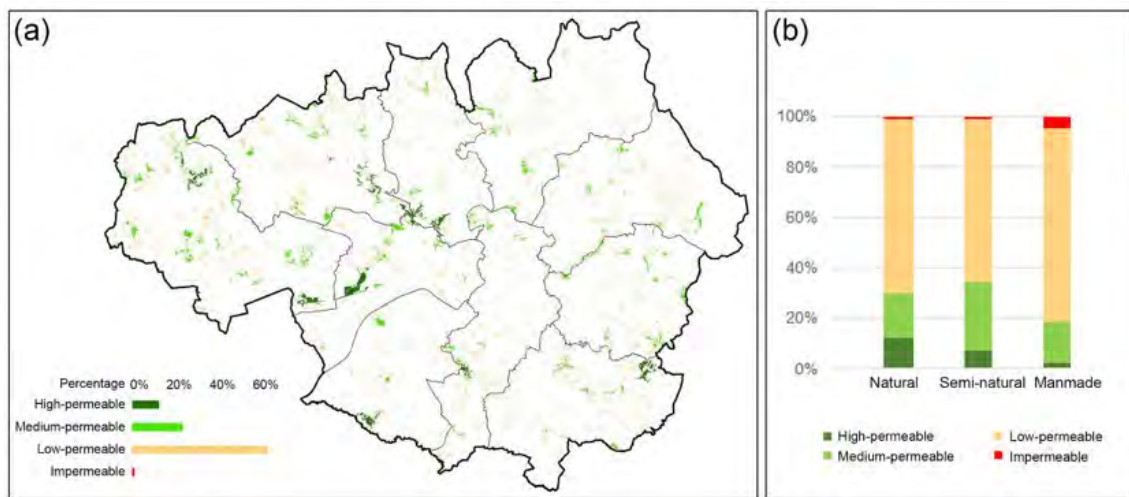 (a)
Percentage 0% 20% 40% 60%
High-permeable
Medium-permeable
Low-permeable
Impermeable
(b)
100%
80%
60%
40%
20%
0%
Natural Semi-natural Manmade
High-permeable Low-permeable
Medium-permeable Impermeable